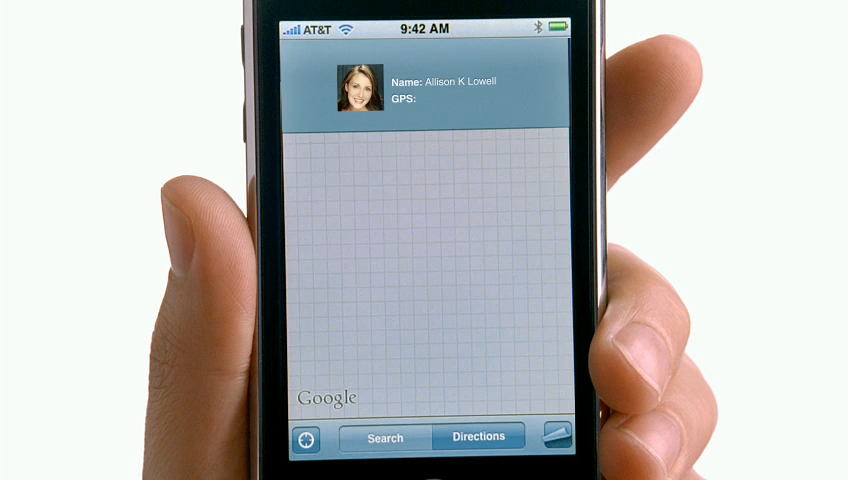 AT&T 9:42 AM
Name: Allison K Lowell
GPS:
Google
Search Directions